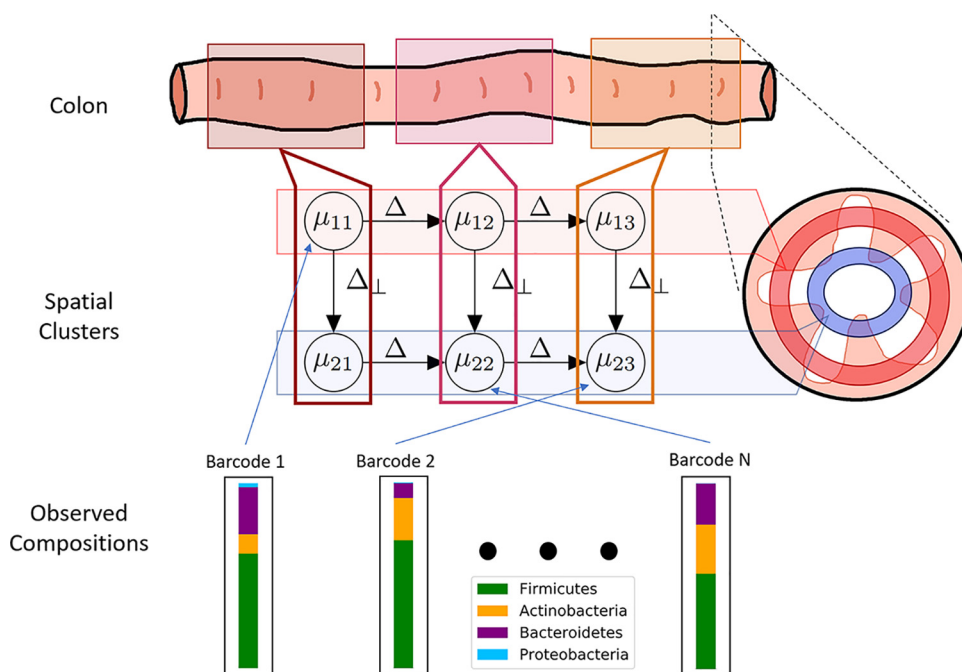 Colon
μ11 Δ μ12 Δ μ13
Δ⊥ Δ⊥ Δ⊥
Spatial
Clusters
μ21 Δ μ22 Δ μ23
Barcode 1 Barcode 2 Barcode N
Observed
Compositions
Firmicutes
Actinobacteria
Bacteroidetes
Proteobacteria